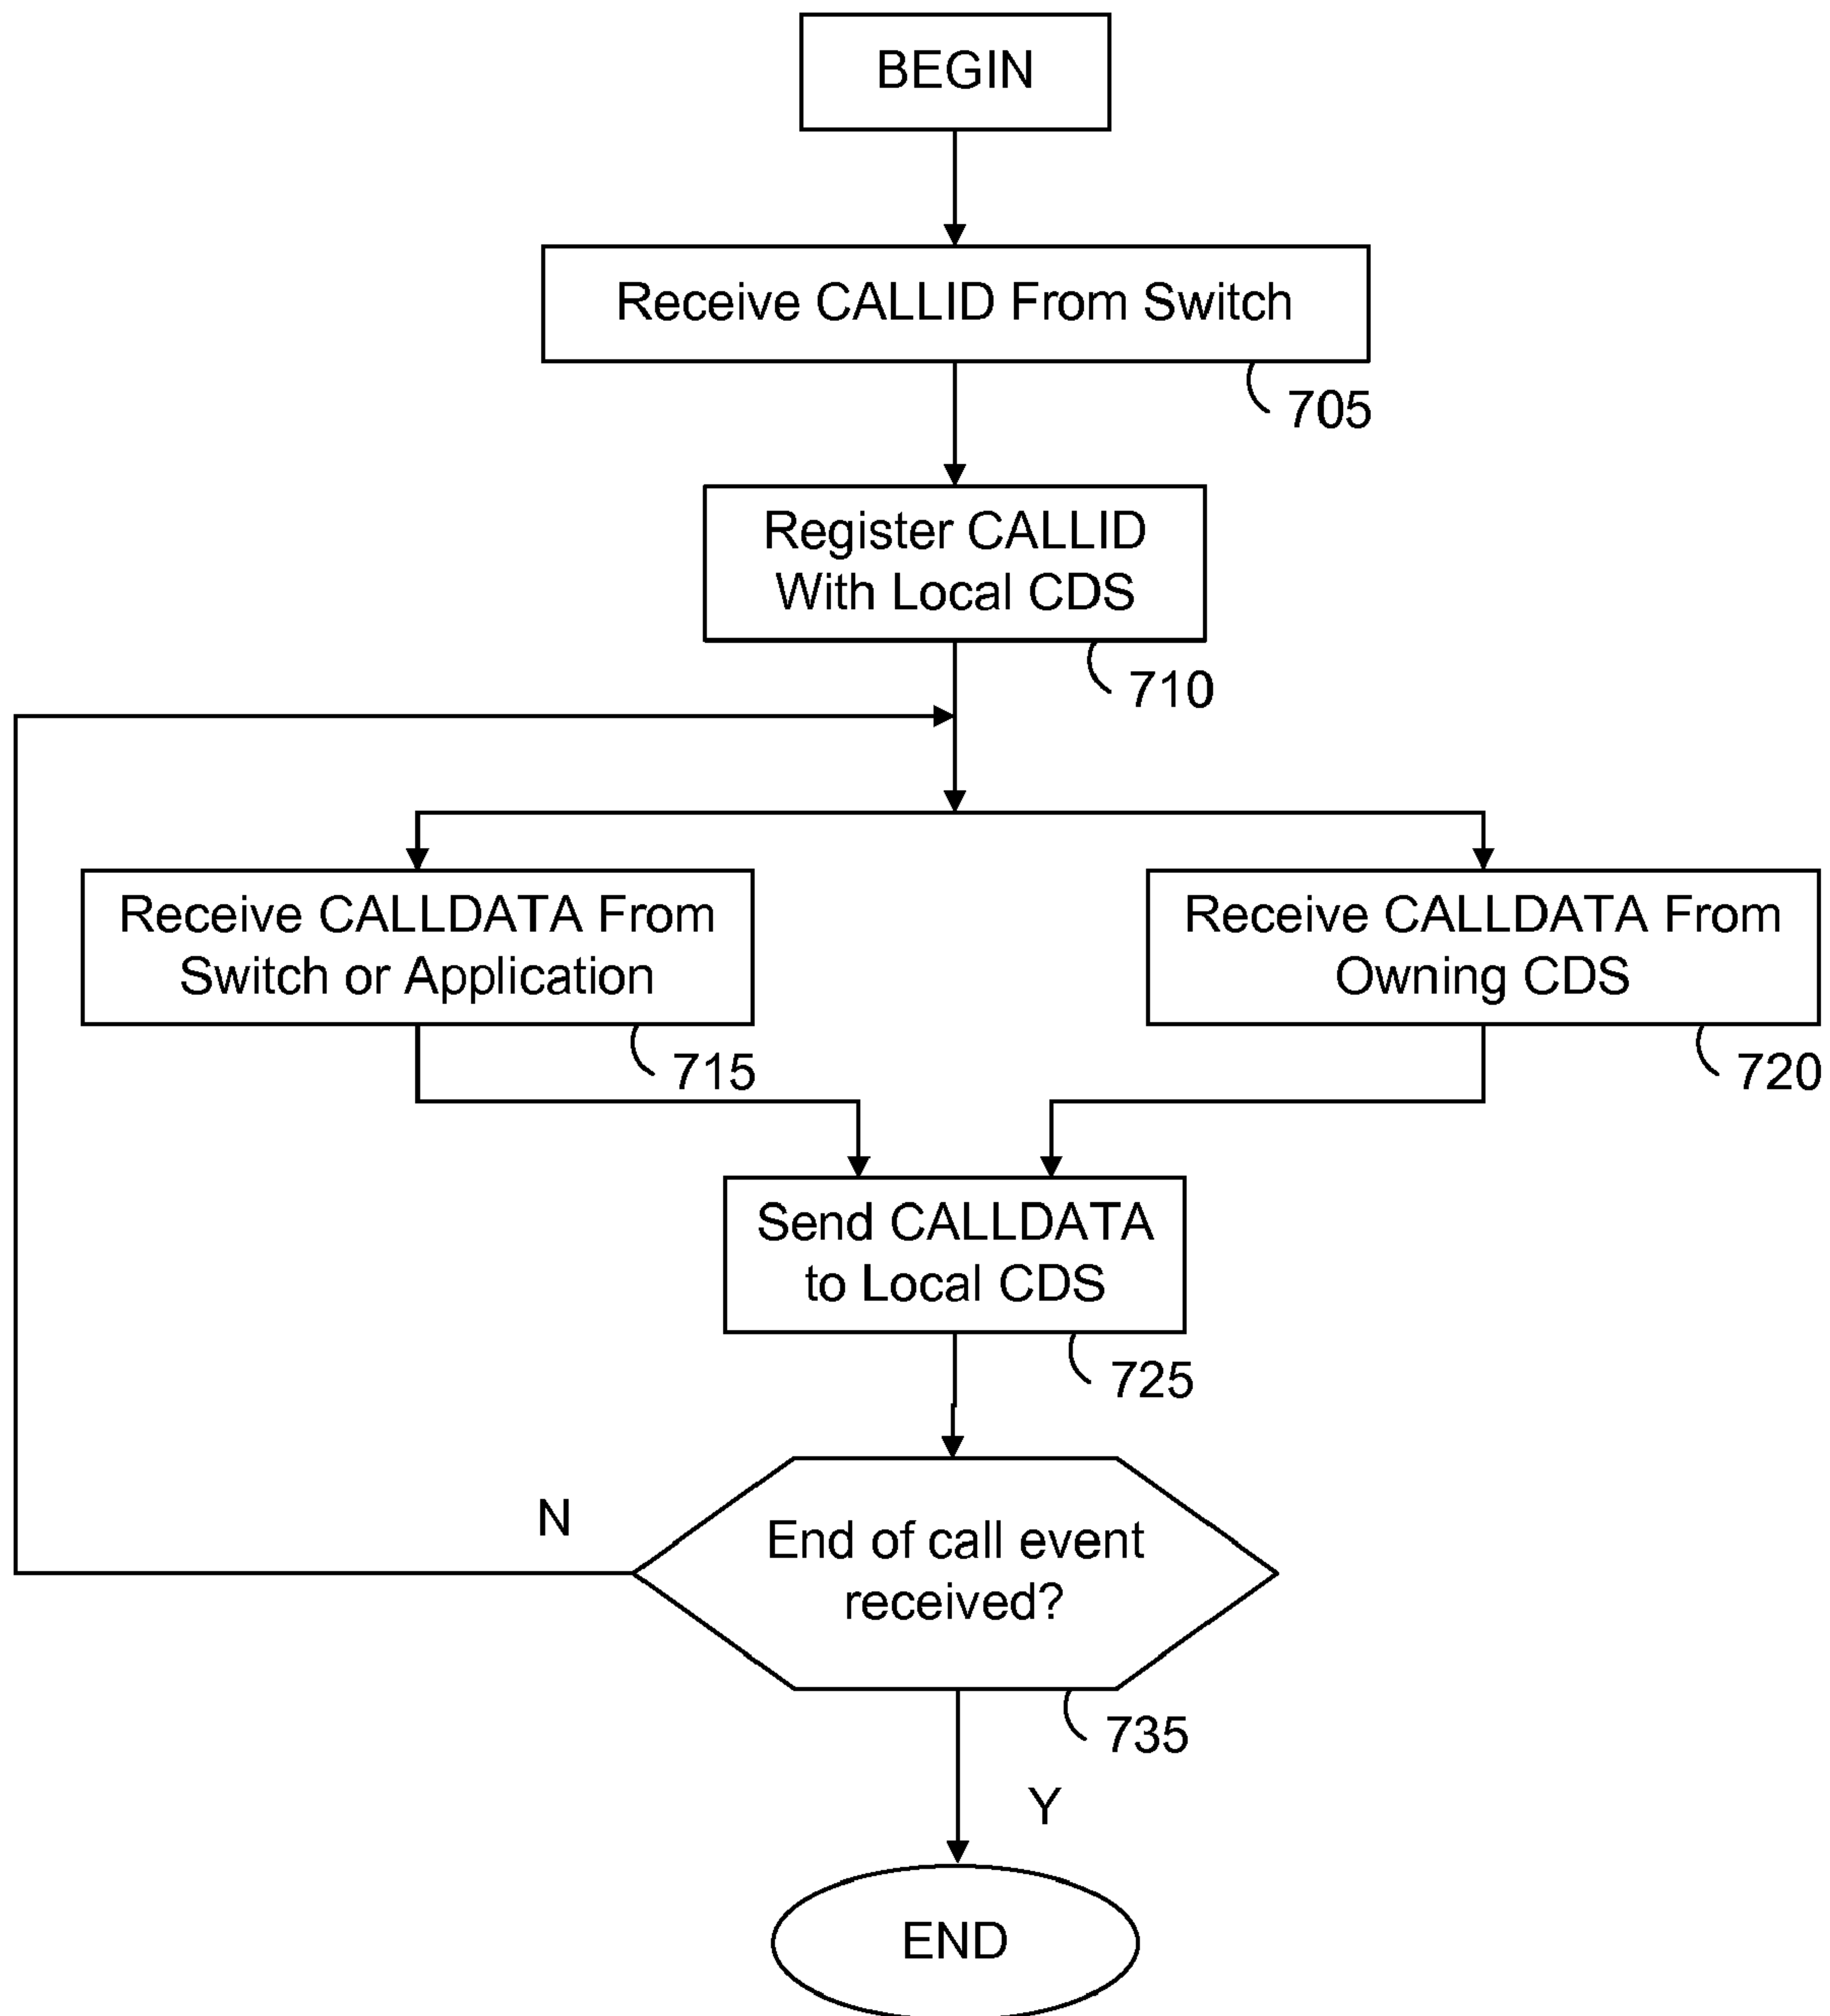 BEGIN
Receive CALLID From Switch
705
Register CALLID
With Local CDS
710
Receive CALLDATA From
Switch or Application
715
Receive CALLDATA From
Owning CDS
720
Send CALLDATA
to Local CDS
725
N
End of call event
received?
735
Y
END